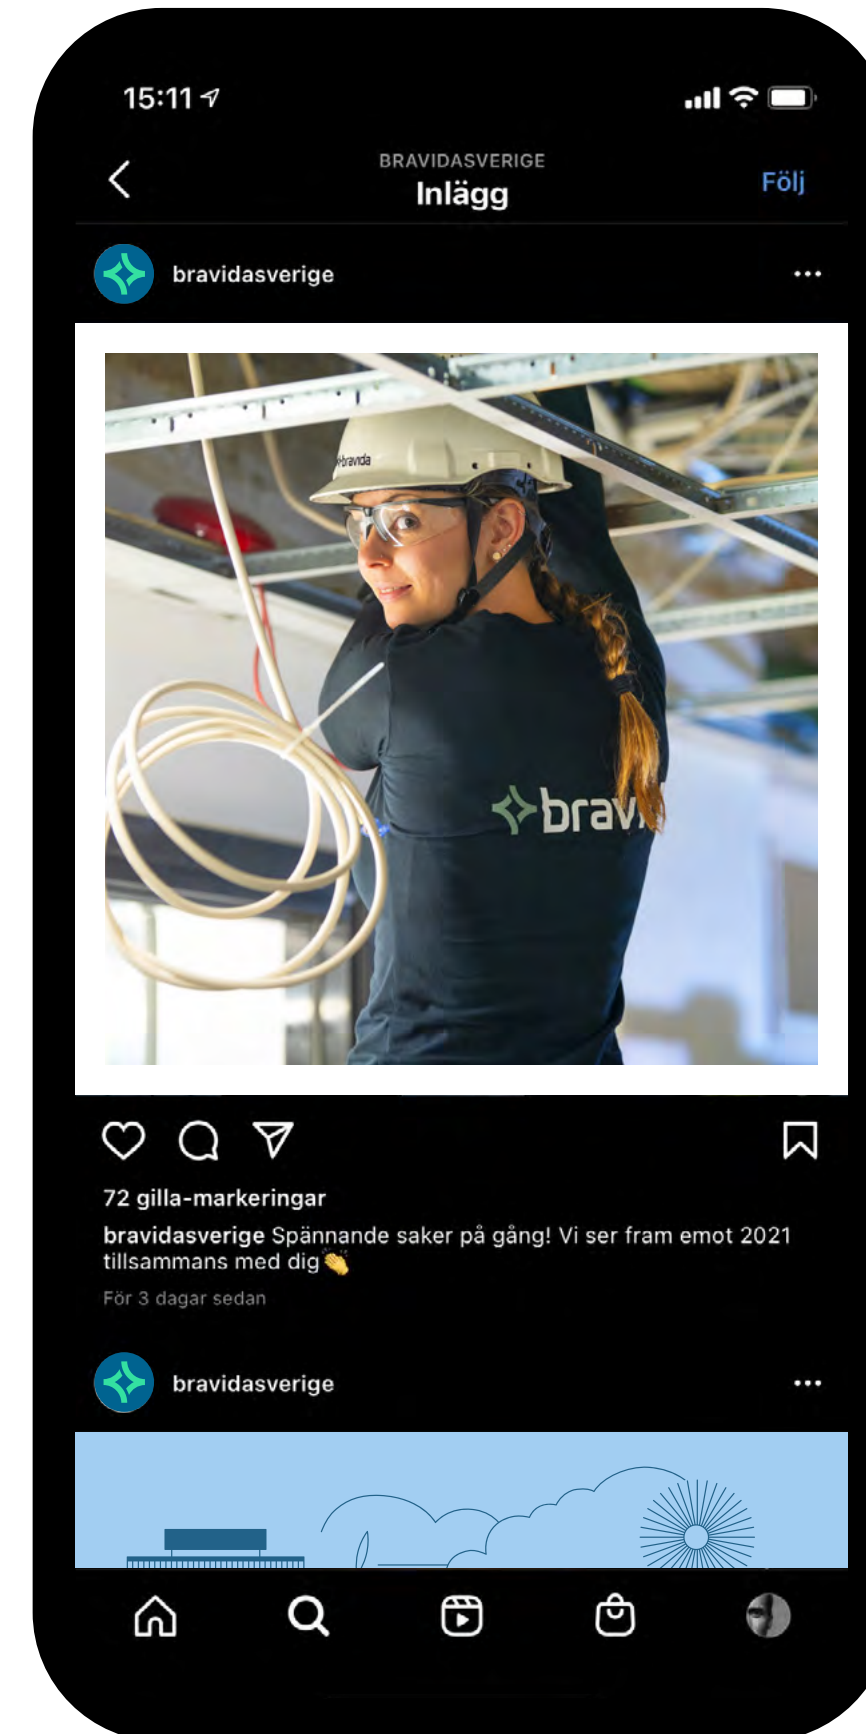 15:11
BRAVIDASVERIGE
Inlägg
Följ
bravidasverige
bravida
brav
72 gilla-markeringar
bravidasverige Spännande saker på gång! Vi ser fram emot 2021
tillsammans med dig👏
För 3 dagar sedan
bravidasverige